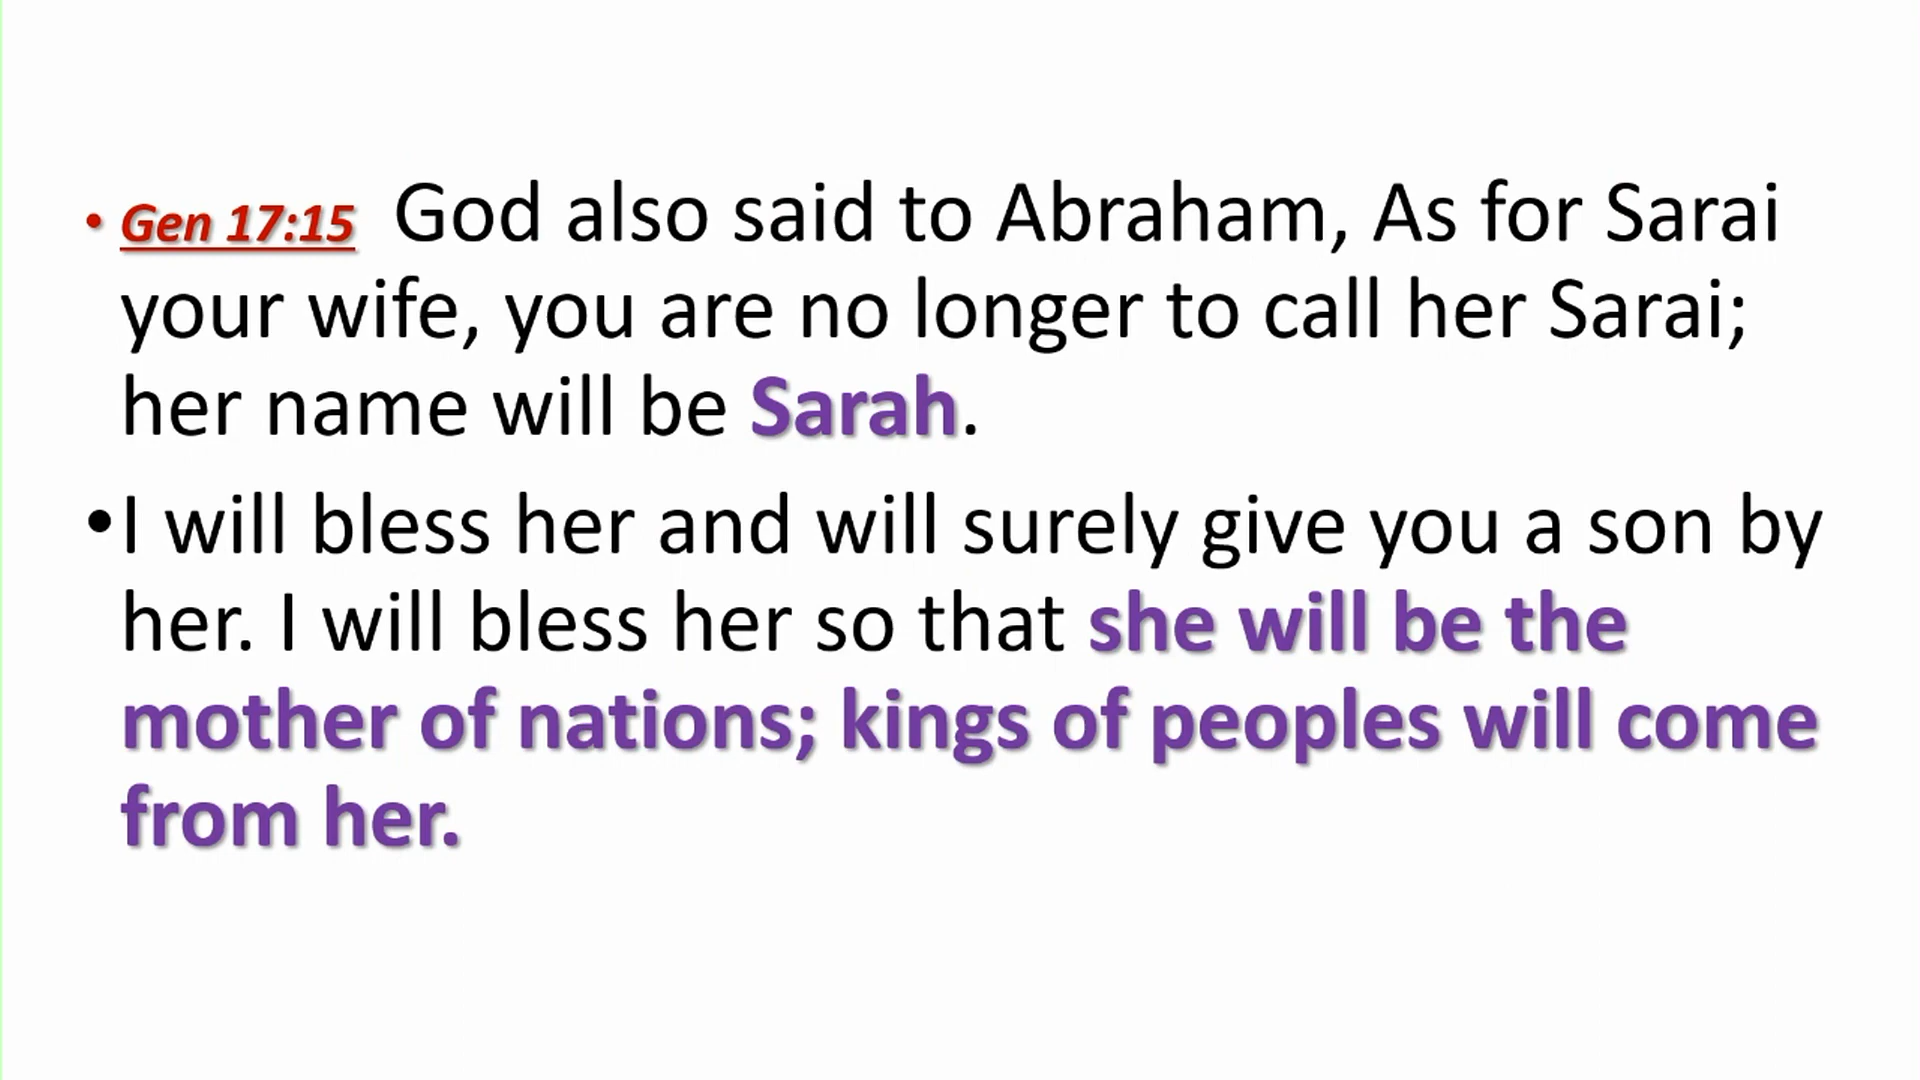 • Gen 17:15 God also said to Abraham, As for Sarai
your wife, you are no longer to call her Sarai;
her name will be Sarah.
•I will bless her and will surely give you a son by
her. I will bless her so that she will be the
mother of nations; kings of peoples will come
from her.